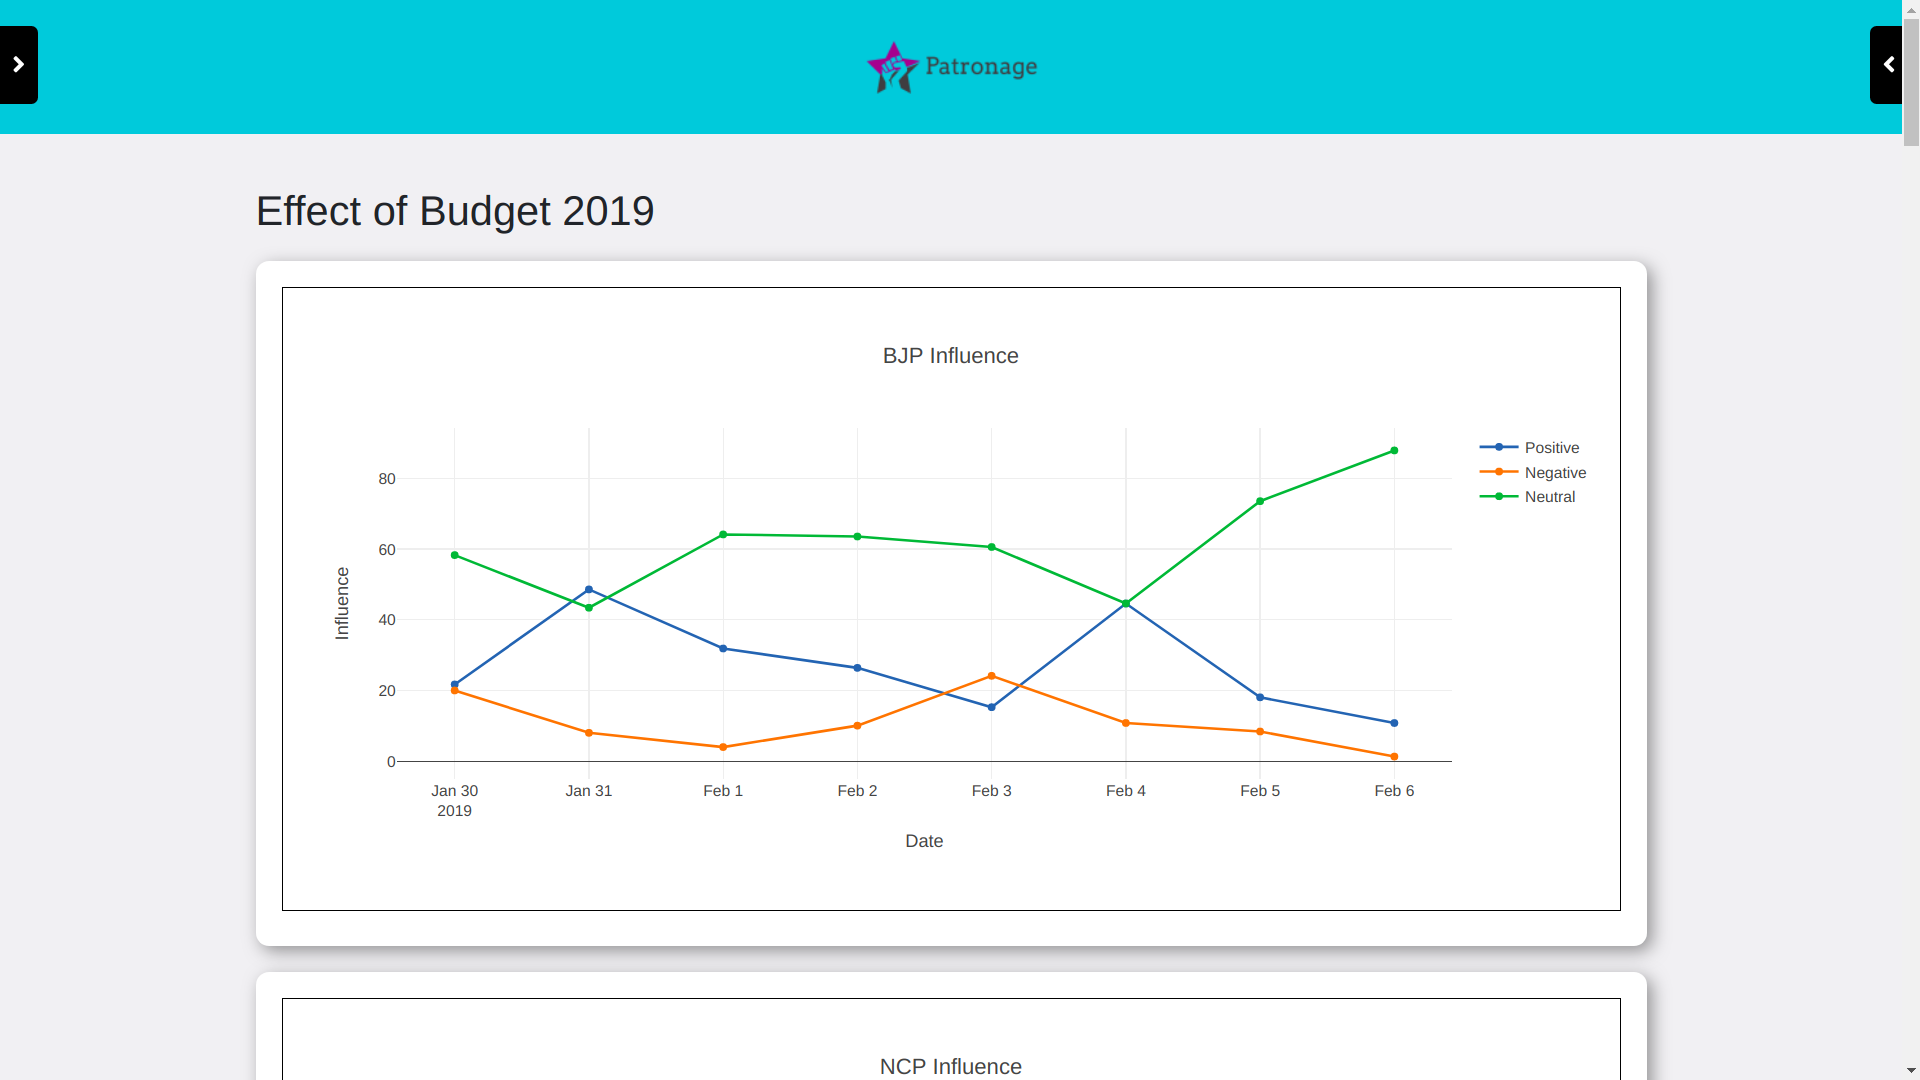 Patronage
Effect of Budget 2019
BJP Influence
Positive
Negative
Neutral
80
60
40
20
0
Influence
Jan 30
2019
Jan 31
Feb 1
Feb 2
Feb 3
Feb 4
Feb 5
Feb 6
Date
NCP Influence